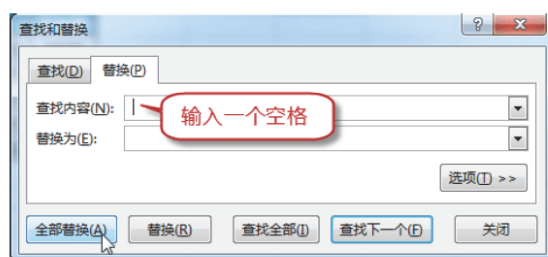 查找和替换
查找(D) 替换(P)
查找内容(N):
输入一个空格
替换为(E):
选项(T) >>
全部替换(A) 替换(R) 查找全部(I) 查找下一个(F) 关闭